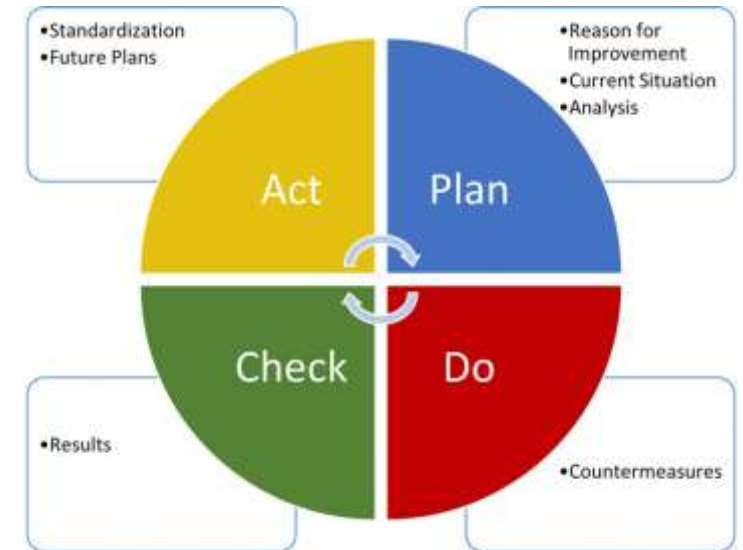 •Standardization
•Future Plans
•Reason for
Improvement
•Current Situation
•Analysis
Act
Plan
Check
Do
•Results
•Countermeasures